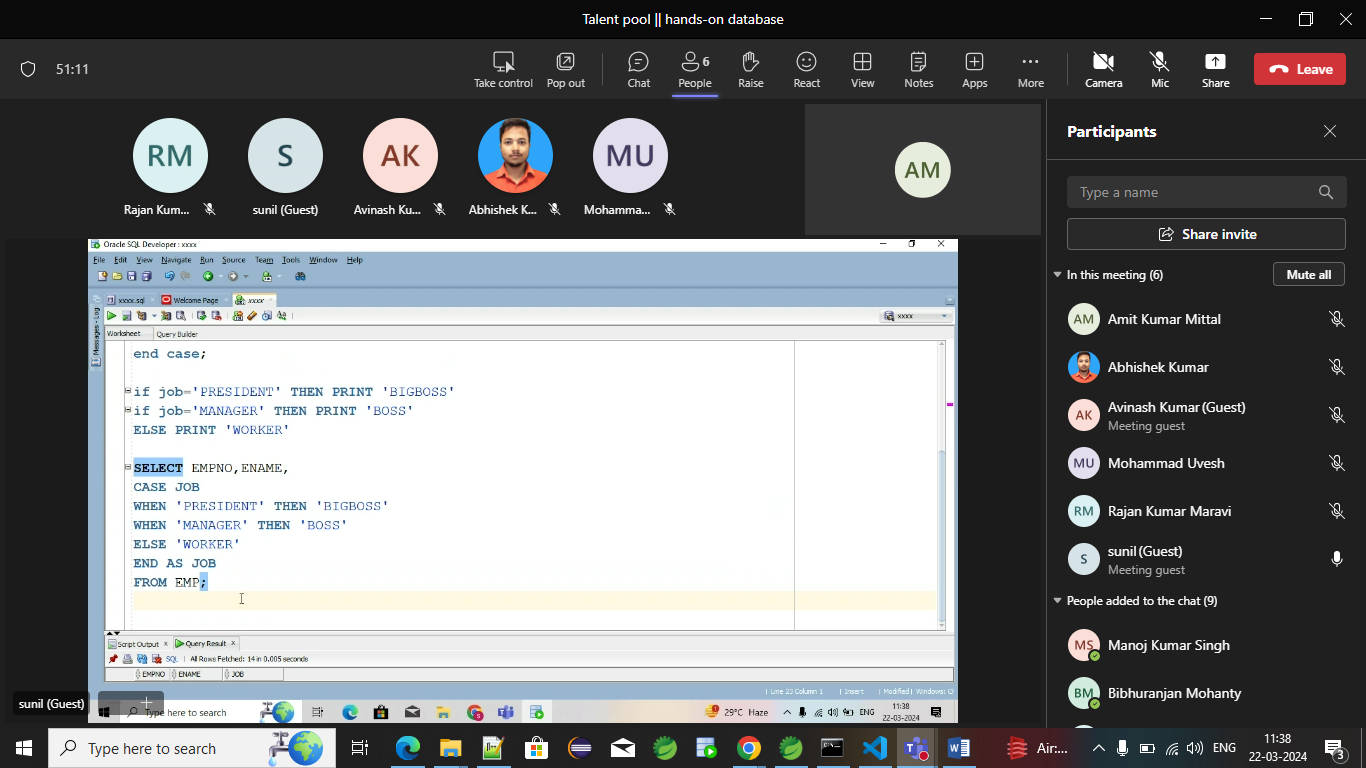 Talent pool || hands-on database
51:11
Take control
Pop out
Chat
6
People
Raise
React
View
Notes
Apps
More
Camera
Mic
Share
Leave
RM
S
AK
MU
AM
Rajan Kum...
sunil (Guest)
Avinash Ku...
Abhishek K...
Mohamma...
Participants
Type a name
Share invite
In this meeting (6)
Mute all
AM
Amit Kumar Mittal
Abhishek Kumar
AK
Avinash Kumar (Guest)
Meeting guest
MU
Mohammad Uvesh
RM
Rajan Kumar Maravi
S
sunil (Guest)
Meeting guest
People added to the chat (9)
MS
Manoj Kumar Singh
BM
Bibhuranjan Mohanty
Oracle SQL Developer : xxxx
File Edit View Navigate Run Source Team Tools Window Help
xxxx.sql
Welcome Page
xxxx
xxxx
Messages - Log
Worksheet
Query Builder
end case;
if job='PRESIDENT' THEN PRINT 'BIGBOSS'
if job='MANAGER' THEN PRINT 'BOSS'
ELSE PRINT 'WORKER'
SELECT EMPNO,ENAME,
CASE JOB
WHEN 'PRESIDENT' THEN 'BIGBOSS'
WHEN 'MANAGER' THEN 'BOSS'
ELSE 'WORKER'
END AS JOB
FROM EMP;
Script Output
Query Result
SQL | All Rows Fetched: 14 in 0.005 seconds
EMPNO
ENAME
JOB
Line 23 Column 1
Insert
Modified
Windows: C
sunil (Guest)
Type here to search
29°C Haze
ENG
11:38
22-03-2024
Type here to search
Air:...
ENG
11:38
22-03-2024
3